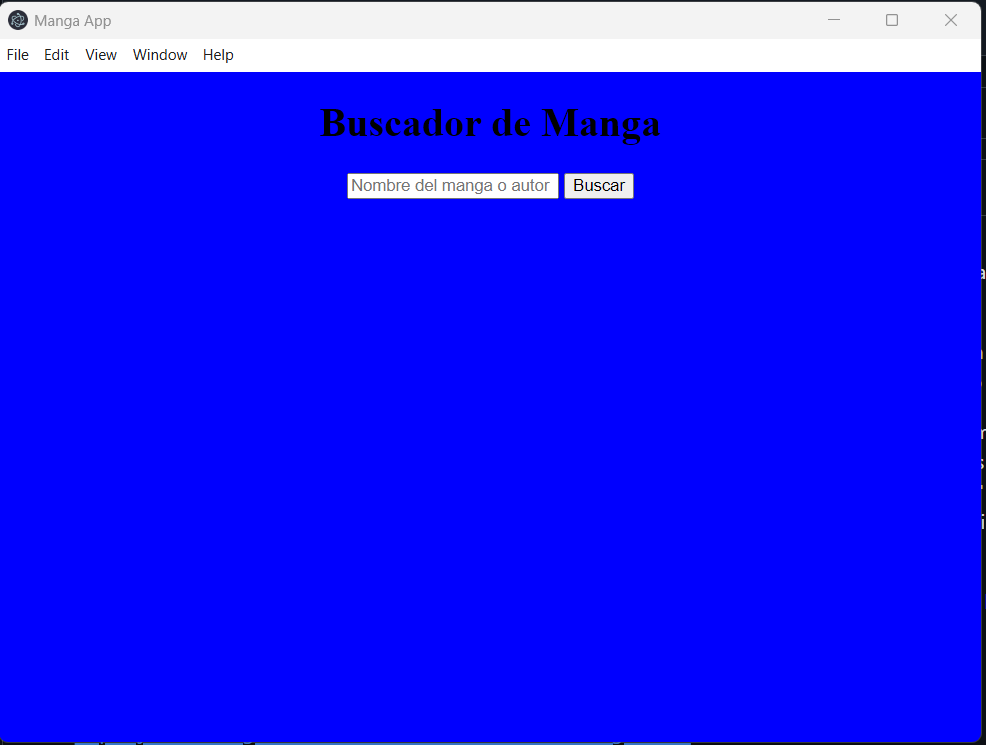 Manga App
File Edit View Window Help
Buscador de Manga
Nombre del manga o autor Buscar